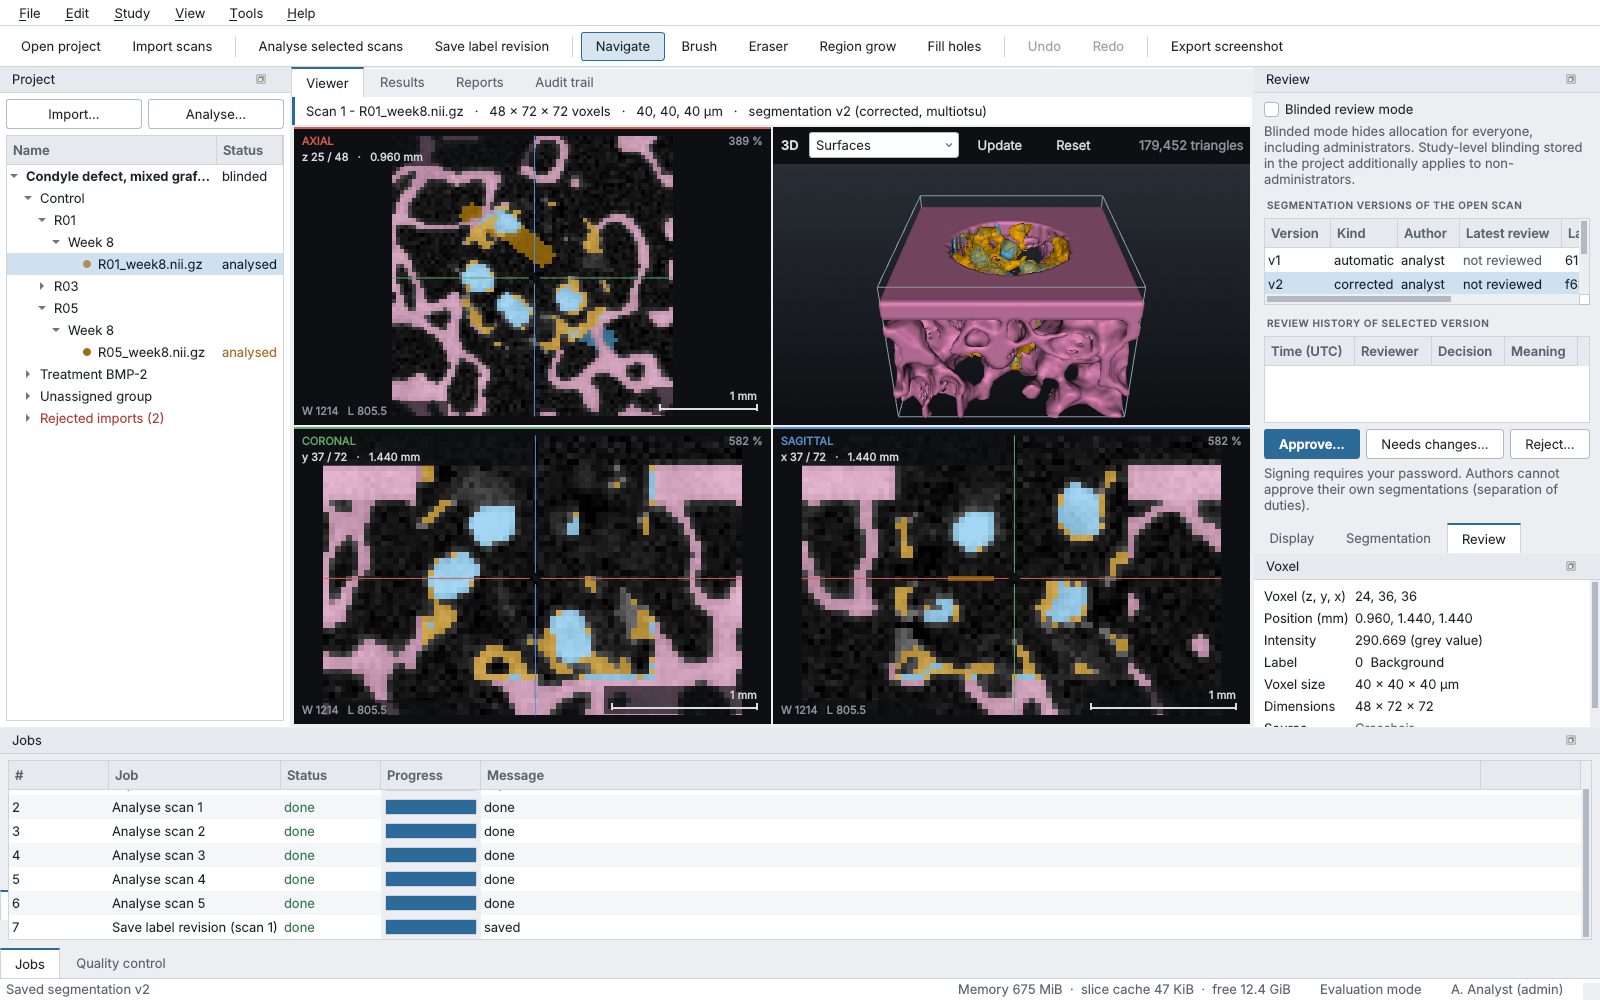 File Edit Study View Tools Help
Open project Import scans Analyse selected scans Save label revision Navigate Brush Eraser Region grow Fill holes Undo Redo Export screenshot
Project
Import... Analyse...
Name Status
Condyle defect, mixed graf... blinded
Control
R01
Week 8
R01_week8.nii.gz analysed
R03
R05
Week 8
R05_week8.nii.gz analysed
Treatment BMP-2
Unassigned group
Rejected imports (2)
Viewer Results Reports Audit trail
Scan 1 - R01_week8.nii.gz · 48 × 72 × 72 voxels · 40, 40, 40 µm · segmentation v2 (corrected, multiotsu)
AXIAL 389 %
z 25 / 48 · 0.960 mm
1 mm
W 1214 L 805.5
3D Surfaces Update Reset 179,452 triangles
CORONAL 582 %
y 37 / 72 · 1.440 mm
1 mm
W 1214 L 805.5
SAGITTAL 582 %
x 37 / 72 · 1.440 mm
1 mm
W 1214 L 805.5
Review
Blinded review mode
Blinded mode hides allocation for everyone,
including administrators. Study-level blinding stored
in the project additionally applies to non-
administrators.
SEGMENTATION VERSIONS OF THE OPEN SCAN
Version Kind Author Latest review
v1 automatic analyst not reviewed 61
v2 corrected analyst not reviewed f6
REVIEW HISTORY OF SELECTED VERSION
Time (UTC) Reviewer Decision Meaning
Approve... Needs changes... Reject...
Signing requires your password. Authors cannot
approve their own segmentations (separation of
duties).
Display Segmentation Review
Voxel
Voxel (z, y, x) 24, 36, 36
Position (mm) 0.960, 1.440, 1.440
Intensity 290.669 (grey value)
Label 0 Background
Voxel size 40 × 40 × 40 µm
Dimensions 48 × 72 × 72
Jobs
# Job Status Progress Message
2 Analyse scan 1 done done
3 Analyse scan 2 done done
4 Analyse scan 3 done done
5 Analyse scan 4 done done
6 Analyse scan 5 done done
7 Save label revision (scan 1) done saved
Jobs Quality control
Saved segmentation v2 Memory 675 MiB · slice cache 47 KiB · free 12.4 GiB Evaluation mode A. Analyst (admin)